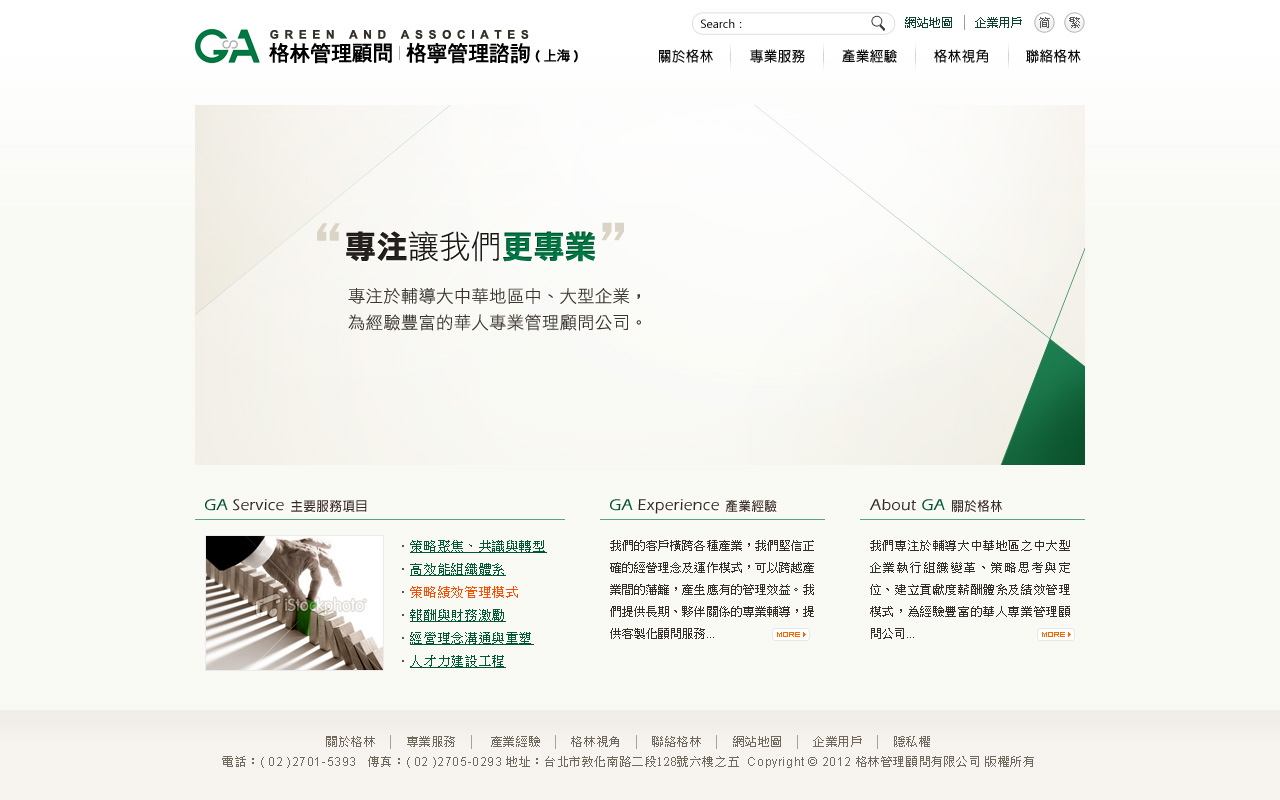 GA GREEN AND ASSOCIATES
格林管理顧問 | 格寧管理諮詢(上海)
Search:
網站地圖 | 企業用戶 简 繁
關於格林 專業服務 產業經驗 格林視角 聯絡格林
“專注讓我們更專業”
專注於輔導大中華地區中、大型企業,
為經驗豐富的華人專業管理顧問公司。
GA Service 主要服務項目
iStockphoto
·策略聚焦、共識與轉型
·高效能組織體系
·策略績效管理模式
·報酬與財務激勵
·經營理念溝通與重塑
·人才力建設工程
GA Experience 產業經驗
我們的客戶橫跨各種產業,我們堅信正
確的經營理念及運作模式,可以跨越產
業間的藩籬,產生應有的管理效益。我
們提供長期、夥伴關係的專業輔導,提
供客製化顧問服務...
MORE
About GA 關於格林
我們專注於輔導大中華地區之中大型
企業執行組織變革、策略思考與定
位、建立貢獻度薪酬體系及績效管理
模式,為經驗豐富的華人專業管理顧
問公司...
MORE
關於格林 | 專業服務 | 產業經驗 | 格林視角 | 聯絡格林 | 網站地圖 | 企業用戶 | 隱私權
電話:( 02 )2701-5393 傳真:( 02 )2705-0293 地址:台北市敦化南路二段128號六樓之五 Copyright © 2012 格林管理顧問有限公司 版權所有